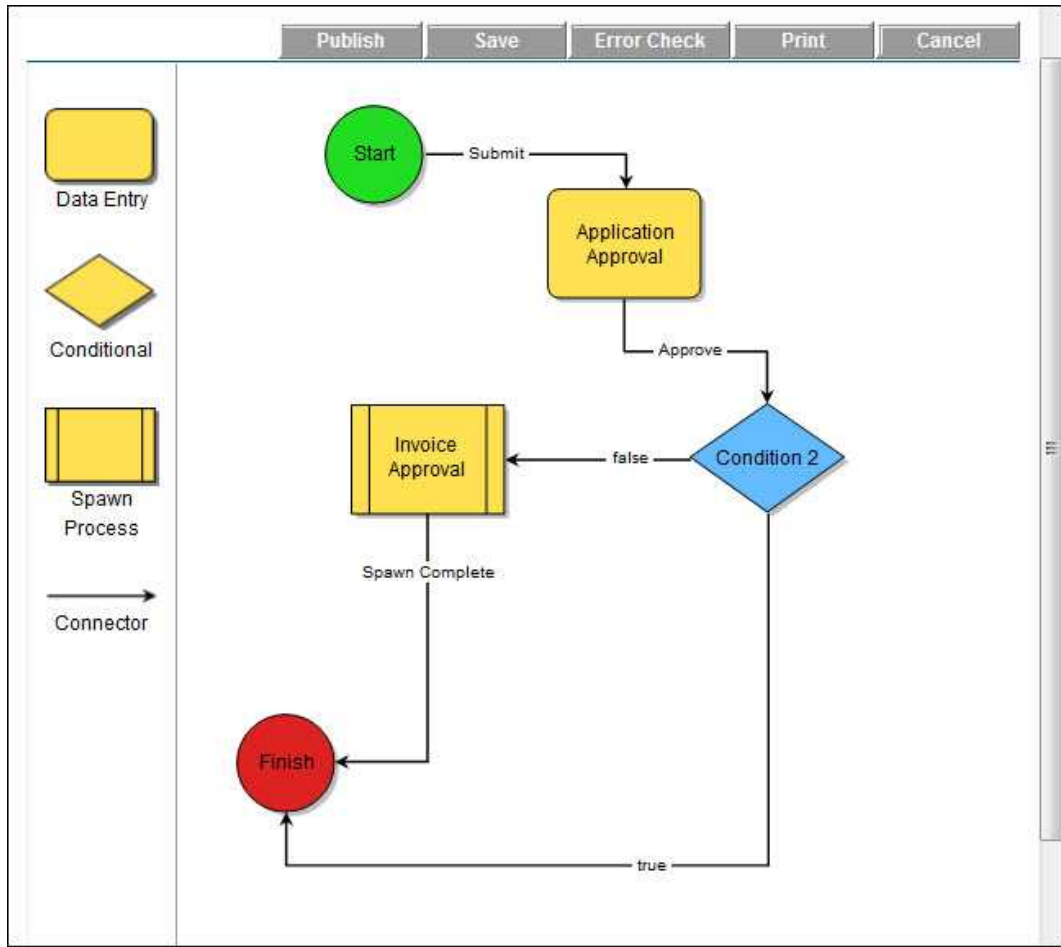 Publish
Save
Error Check
Print
Cancel
Data Entry
Conditional
Spawn
Process
Connector
Start
Submit
Application
Approval
Approve
Condition 2
false
Invoice
Approval
Spawn Complete
Finish
true